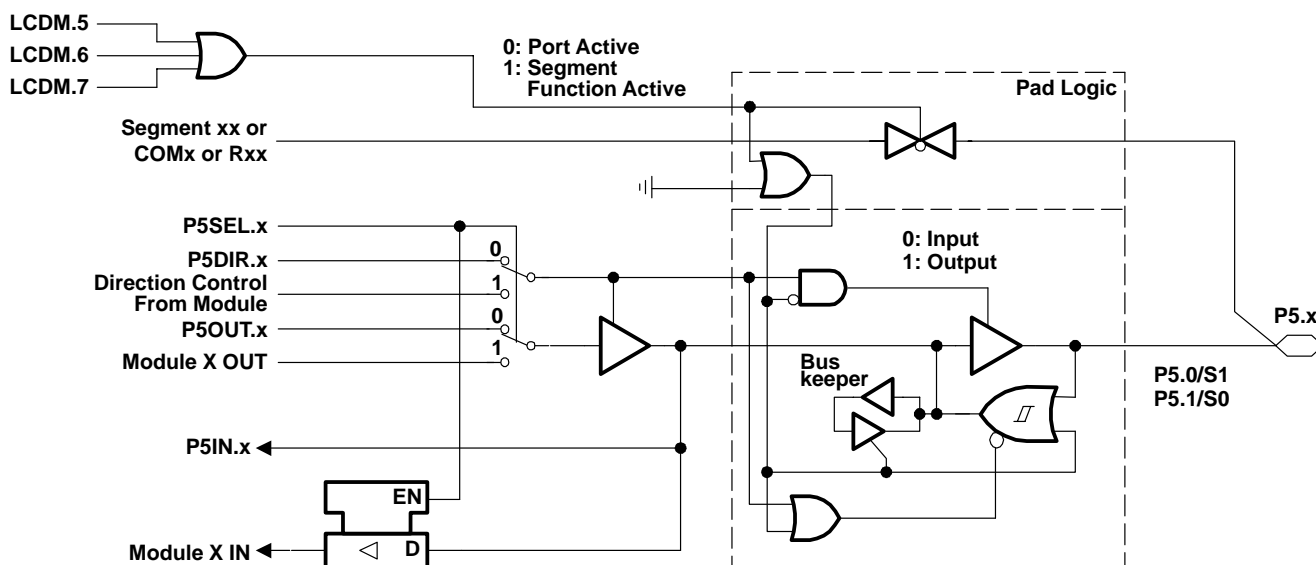 LCDM.5
LCDM.6
LCDM.7
0: Port Active
1: Segment
Function Active
Pad Logic
Segment xx or
COMx or Rxx
P5SEL.x
0
P5DIR.x
Direction Control
From Module
1
0
P5OUT.x
1
Module X OUT
0: Input
1: Output
Bus
keeper
P5.x
P5.0/S1
P5.1/S0
P5IN.x
EN
D
Module X IN